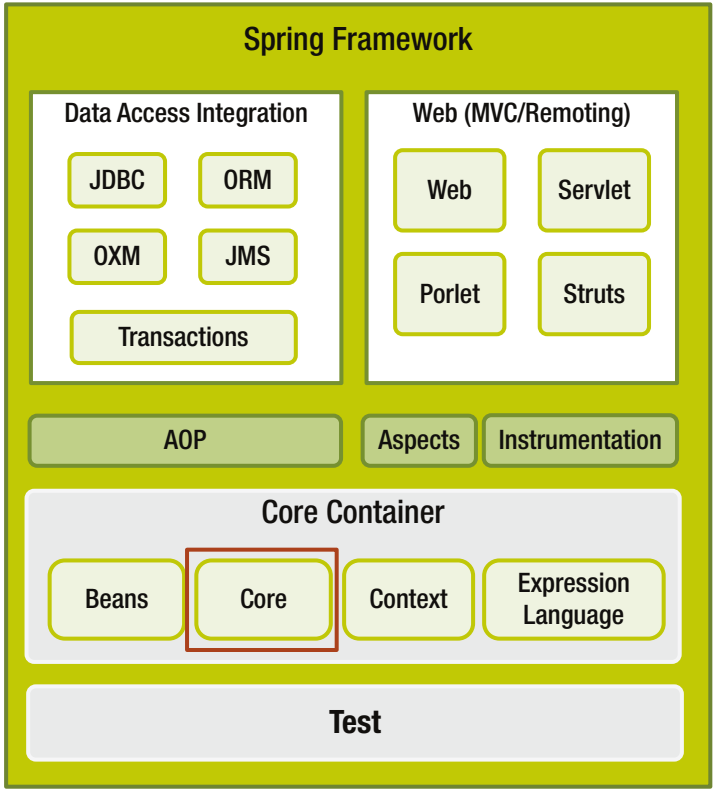 Spring Framework
Data Access Integration
JDBC
ORM
OXM
JMS
Transactions
Web (MVC/Remoting)
Web
Servlet
Porlet
Struts
AOP
Aspects
Instrumentation
Core Container
Beans
Core
Context
Expression
Language
Test